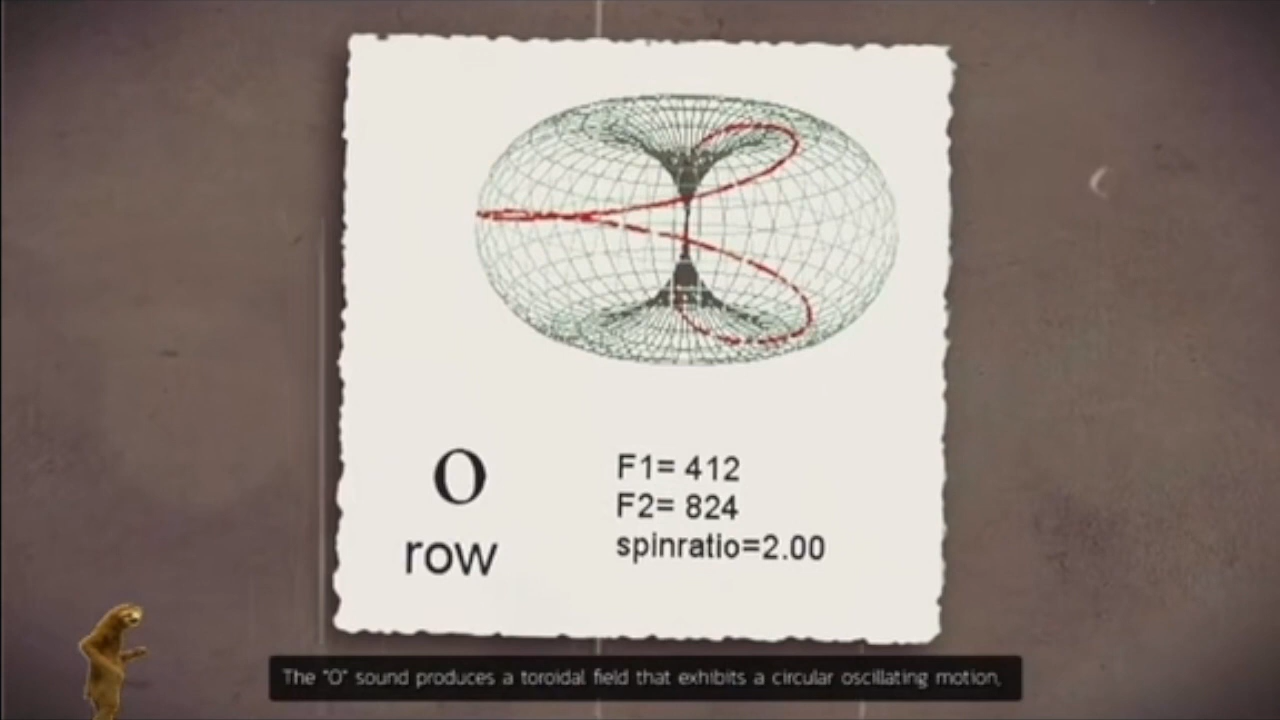 O
row
F1= 412
F2= 824
spinratio=2.00
The "O" sound produces a toroidal field that exhibits a circular oscillating motion,